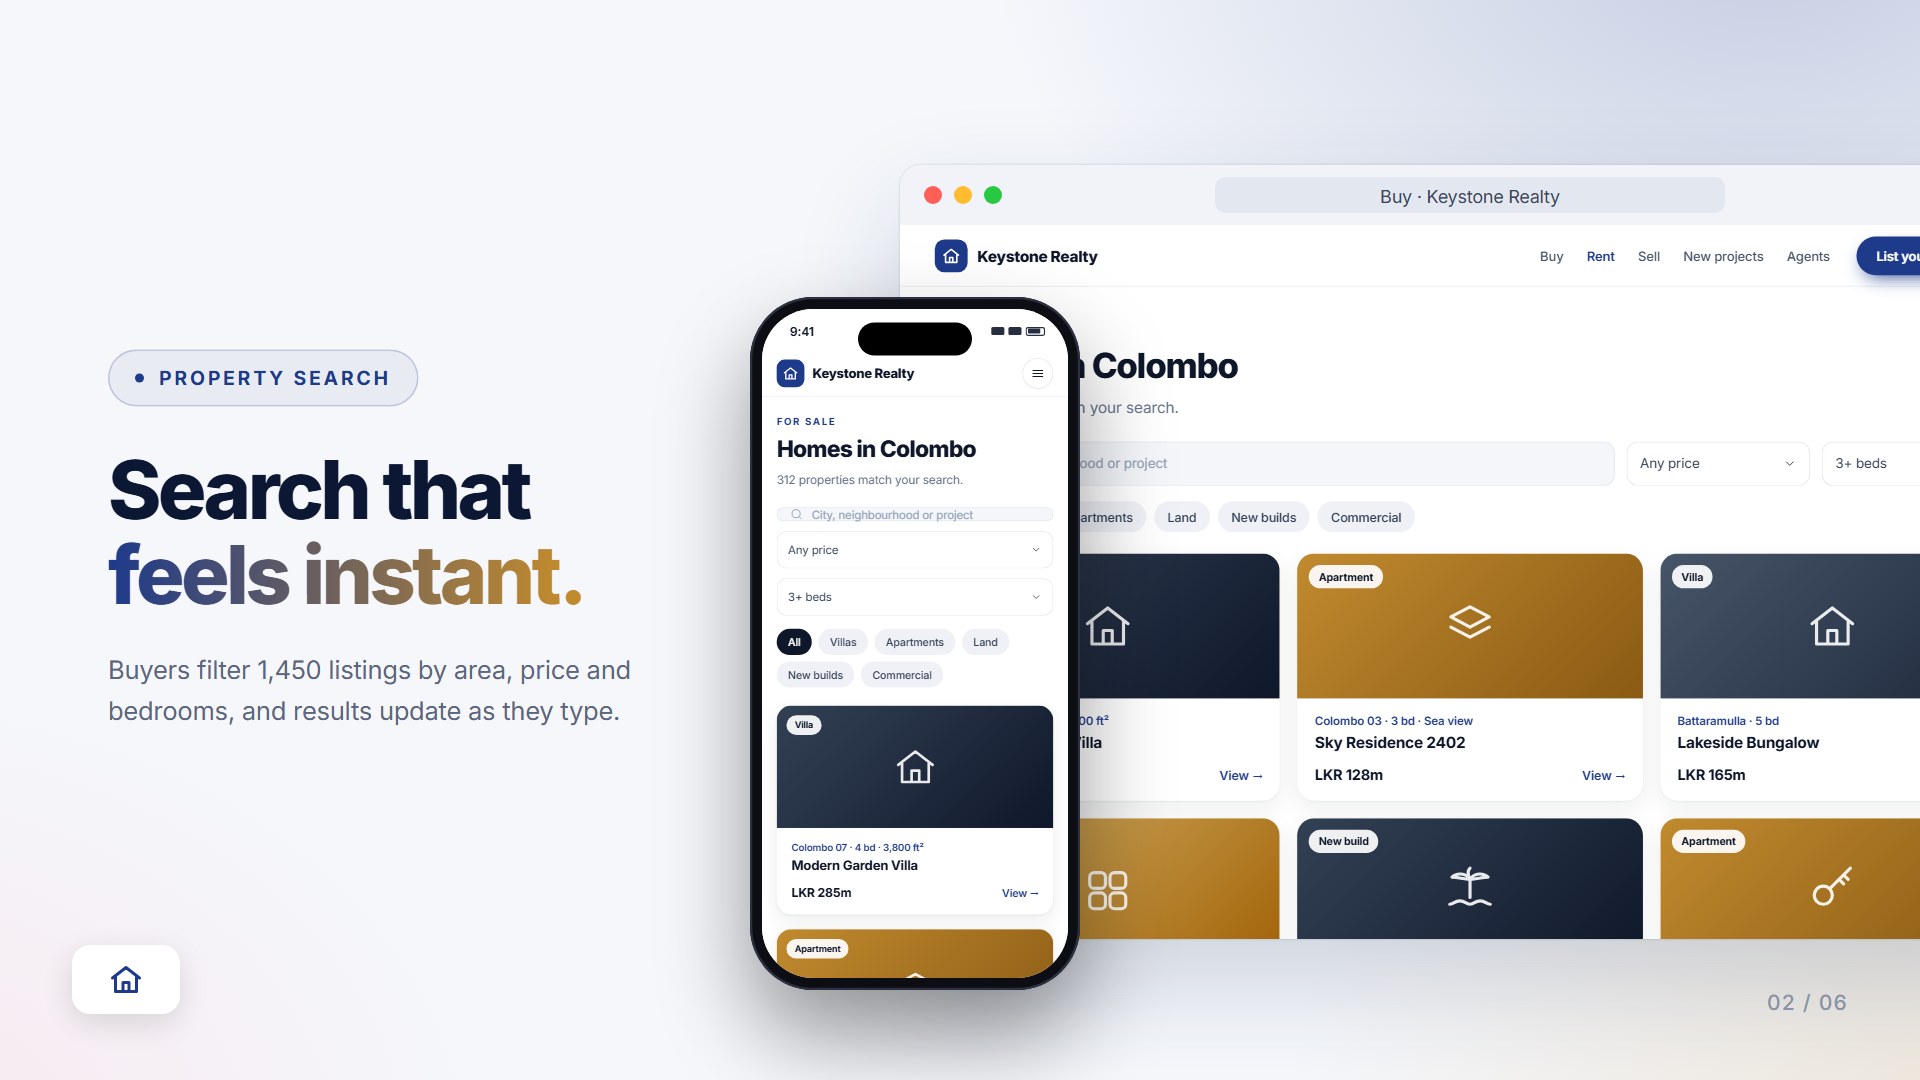 PROPERTY SEARCH
Search that
feels instant.
Buyers filter 1,450 listings by area, price and
bedrooms, and results update as they type.
9:41
Keystone Realty
FOR SALE
Homes in Colombo
312 properties match your search.
City, neighbourhood or project
Any price
3+ beds
All Villas Apartments Land
New builds Commercial
Villa
Colombo 07 · 4 bd · 3,800 ft²
Modern Garden Villa
LKR 285m View →
Apartment
Buy · Keystone Realty
Keystone Realty Buy Rent Sell New projects Agents List you
Colombo
your search.
or project Any price 3+ beds
Land New builds Commercial
Apartment Villa
ft² Colombo 03 · 3 bd · Sea view Battaramulla · 5 bd
Sky Residence 2402 Lakeside Bungalow
View → LKR 128m View → LKR 165m
New build Apartment
02 / 06